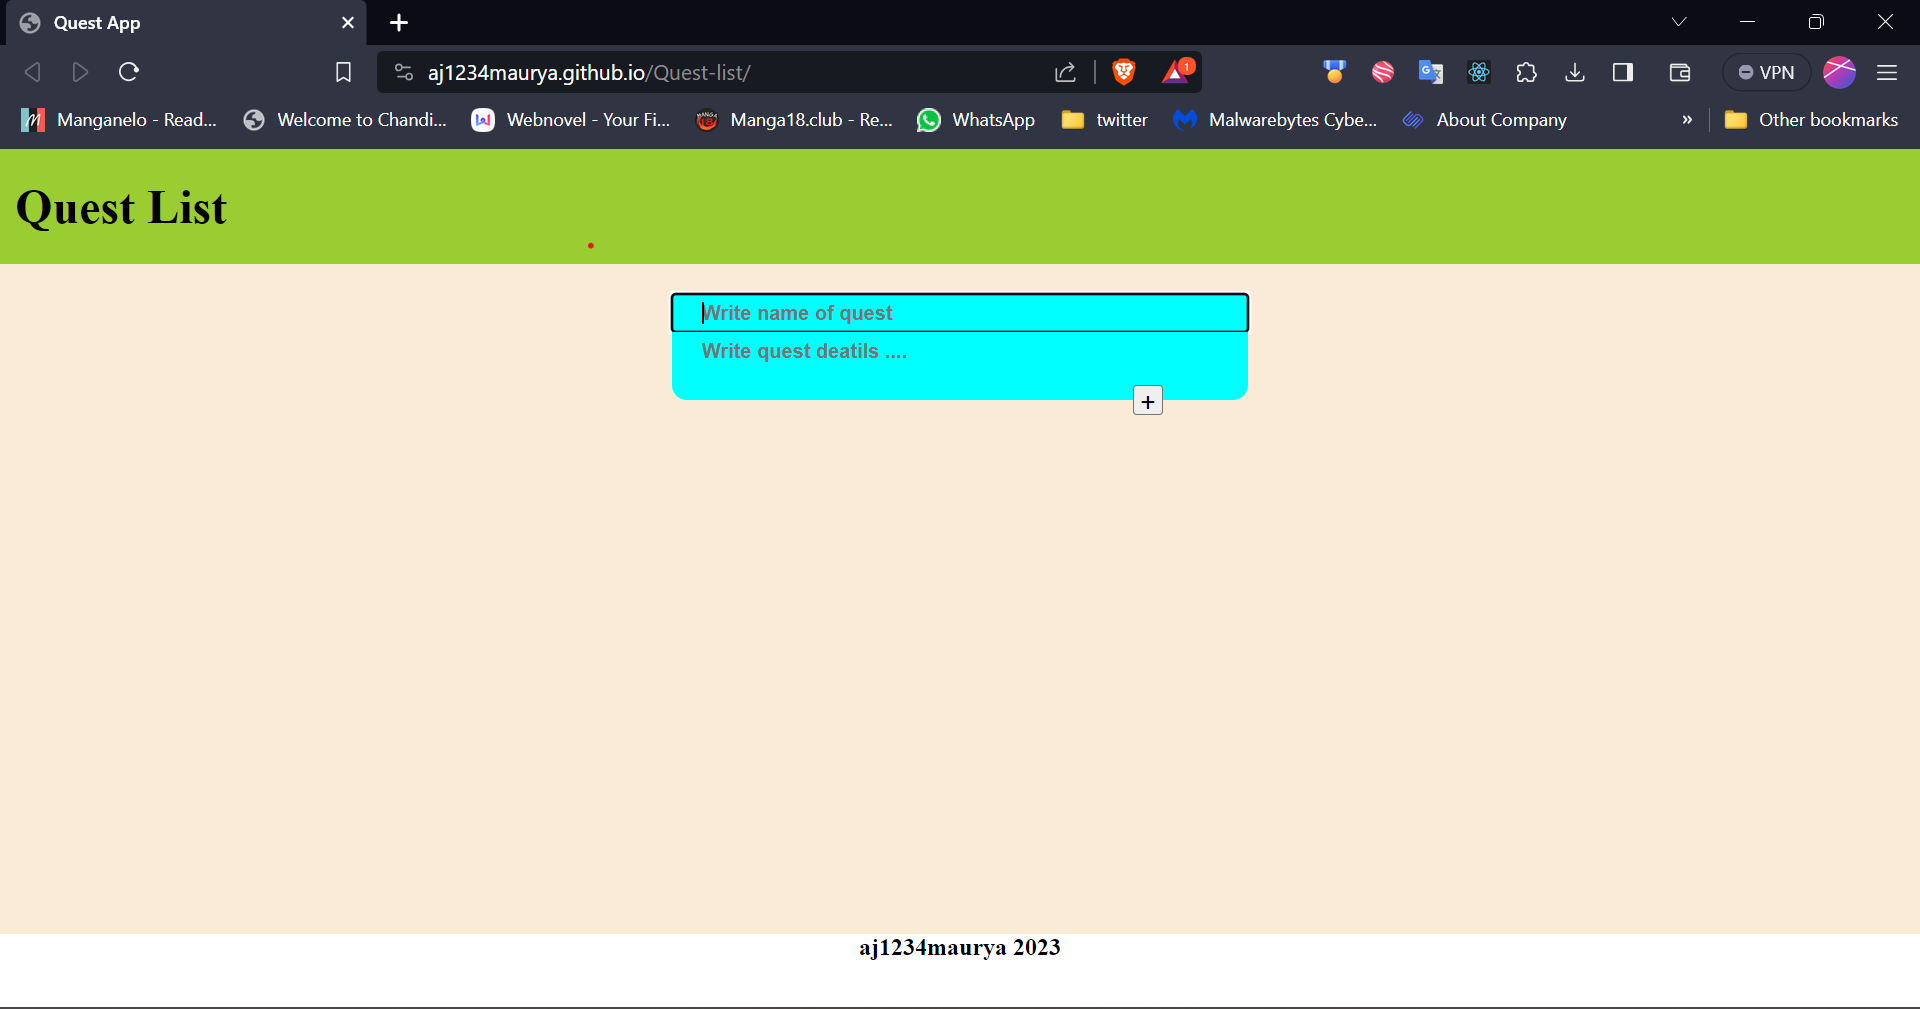 Quest App
aj1234maurya.github.io/Quest-list/
1
VPN
Manganelo - Read...
Welcome to Chandi...
Webnovel - Your Fi...
Manga18.club - Re...
WhatsApp
twitter
Malwarebytes Cybe...
About Company
»
Other bookmarks
Quest List
Write name of quest
Write quest deatils ....
+
aj1234maurya 2023